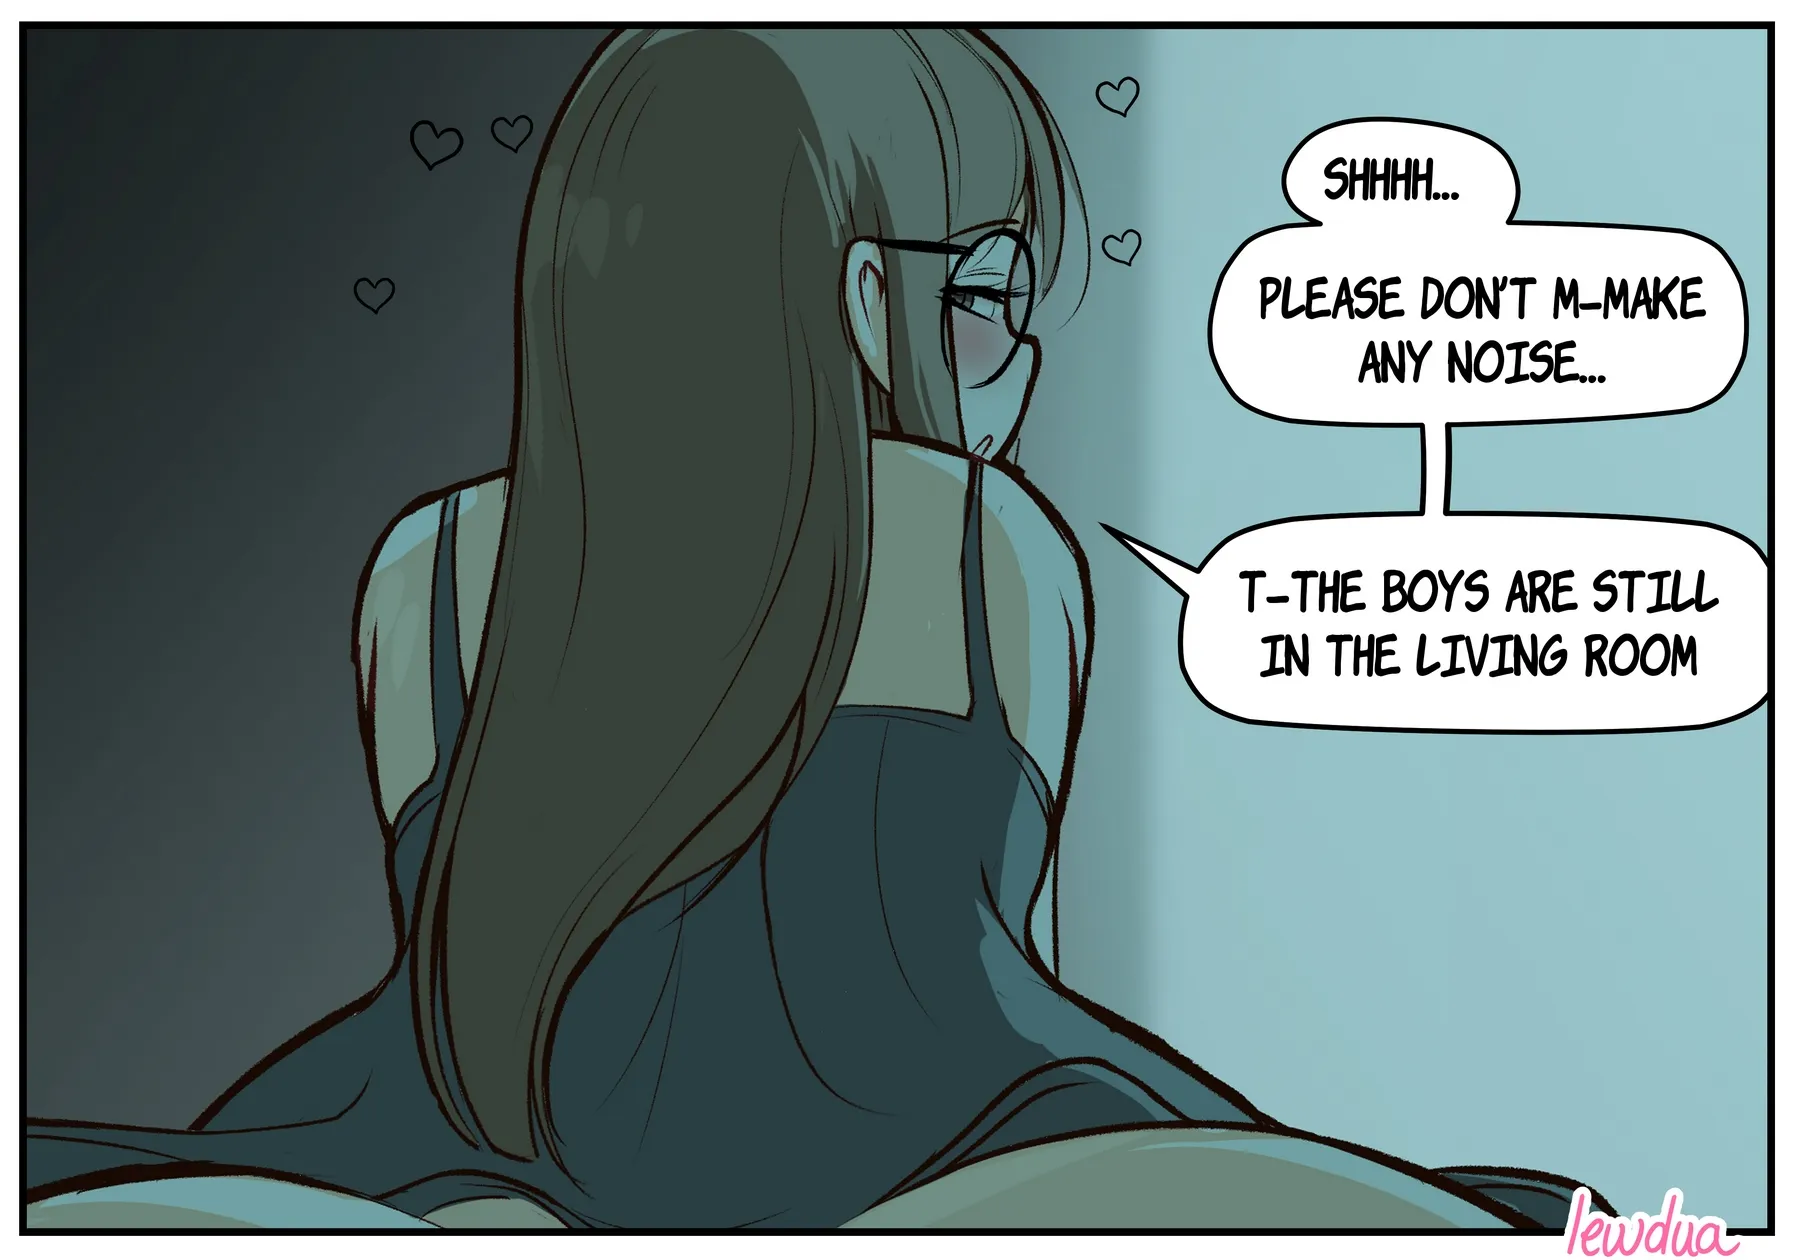 SHHHH...
PLEASE DON'T M-MAKE
ANY NOISE...
T-THE BOYS ARE STILL
IN THE LIVING ROOM
lewdua